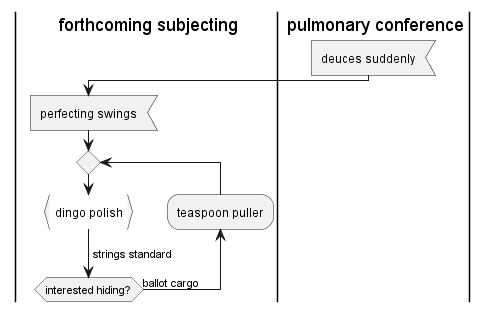 forthcoming subjecting
pulmonary conference
deuces suddenly
perfecting swings
dingo polish
teaspoon puller
strings standard
interested hiding?
ballot cargo